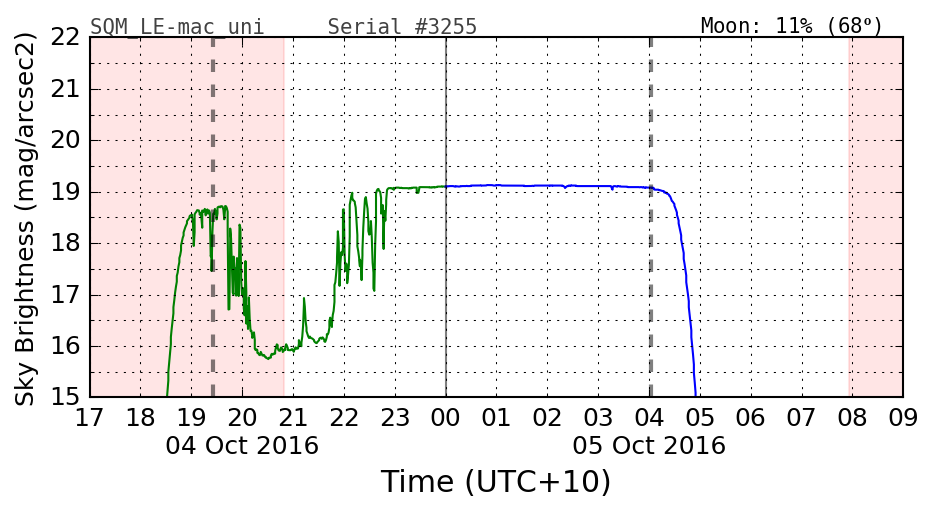 SQM_LE-mac_uni Serial #3255 Moon: 11% (68°)
Sky Brightness (mag/arcsec2)
22
21
20
19
18
17
16
15
17 18 19 20 21 22 23 00 01 02 03 04 05 06 07 08 09
04 Oct 2016 05 Oct 2016
Time (UTC+10)